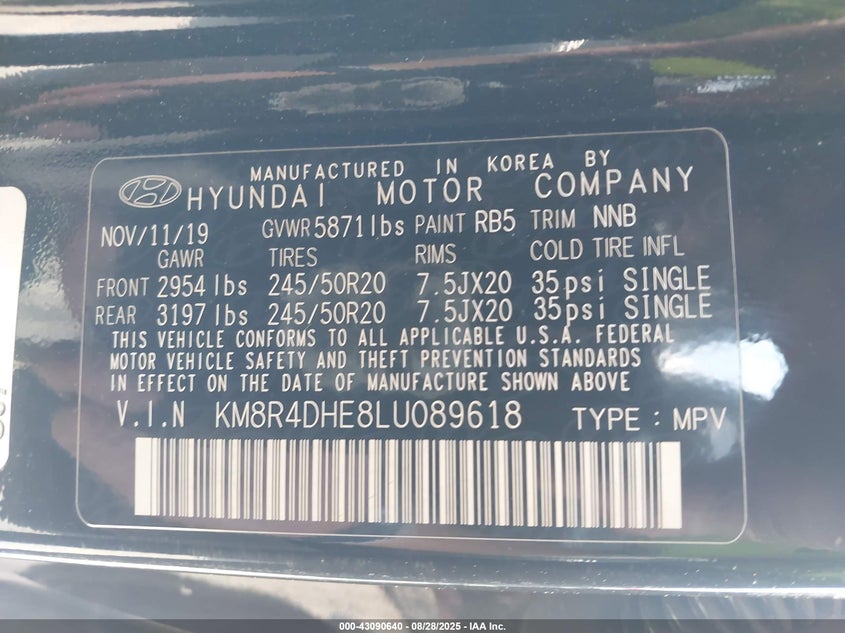 MANUFACTURED IN KOREA BY
HYUNDAI MOTOR COMPANY
NOV/11/19 GVWR 5871lbs PAINT RB5 TRIM NNB
GAWR TIRES RIMS COLD TIRE INFL
FRONT 2954 lbs 245/50R20 7.5JX20 35psi SINGLE
REAR 3197 lbs 245/50R20 7.5JX20 35psi SINGLE
THIS VEHICLE CONFORMS TO ALL APPLICABLE U.S.A. FEDERAL
MOTOR VEHICLE SAFETY AND THEFT PREVENTION STANDARDS
IN EFFECT ON THE DATE OF MANUFACTURE SHOWN ABOVE
V.I.N KM8R4DHE8LU089618 TYPE : MPV
000-43090640 - 08/28/2025 - IAA Inc.